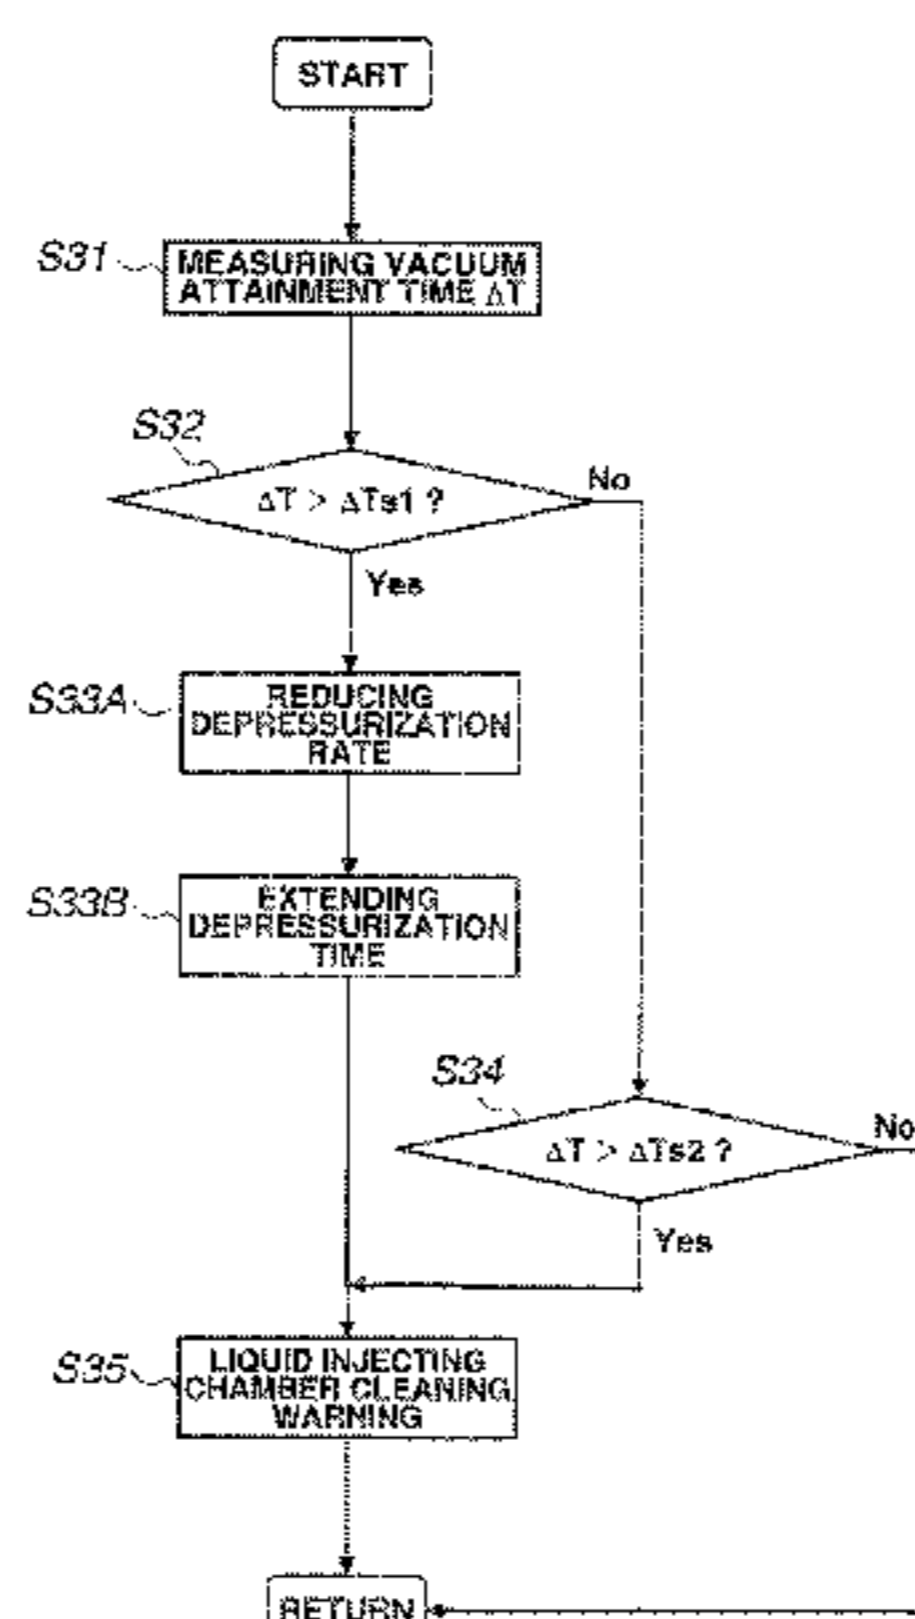 START
S31
MEASURING VACUUM
ATTAINMENT TIME ΔT
S32
ΔT > ΔTs1 ?
No
Yes
S33A
REDUCING
DEPRESSURIZATION
RATE
S33B
EXTENDING
DEPRESSURIZATION
TIME
S34
ΔT > ΔTs2 ?
No
Yes
S35
LIQUID INJECTING
CHAMBER CLEANING
WARNING
RETURN